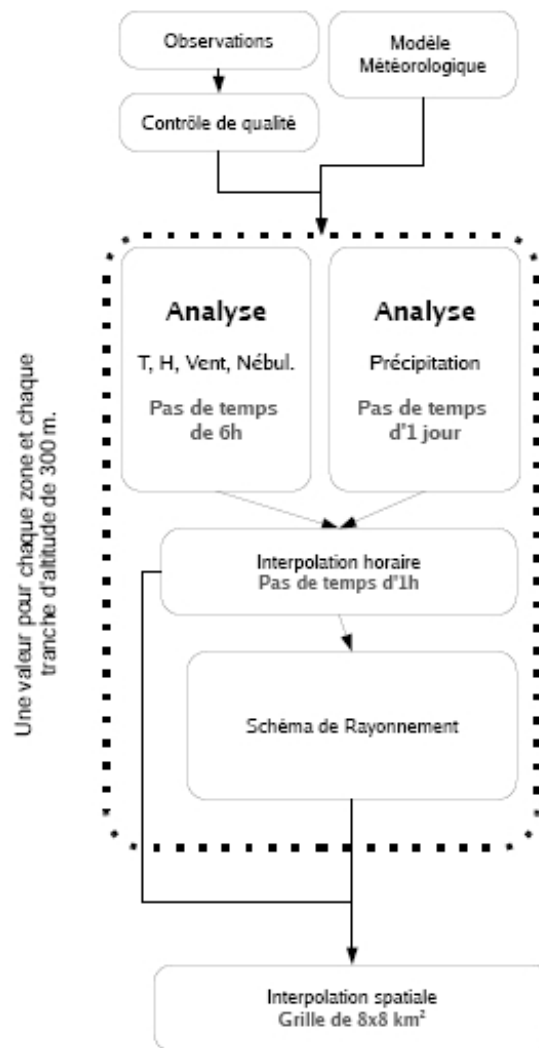 Observations
Modèle
Météorologique
Contrôle de qualité
Une valeur pour chaque zone et chaque
tranche d'altitude de 300 m.
Analyse
T, H, Vent, Nébul.
Pas de temps
de 6h
Analyse
Précipitation
Pas de temps
d'1 jour
Interpolation horaire
Pas de temps d'1h
Schéma de Rayonnement
Interpolation spatiale
Grille de 8x8 km²